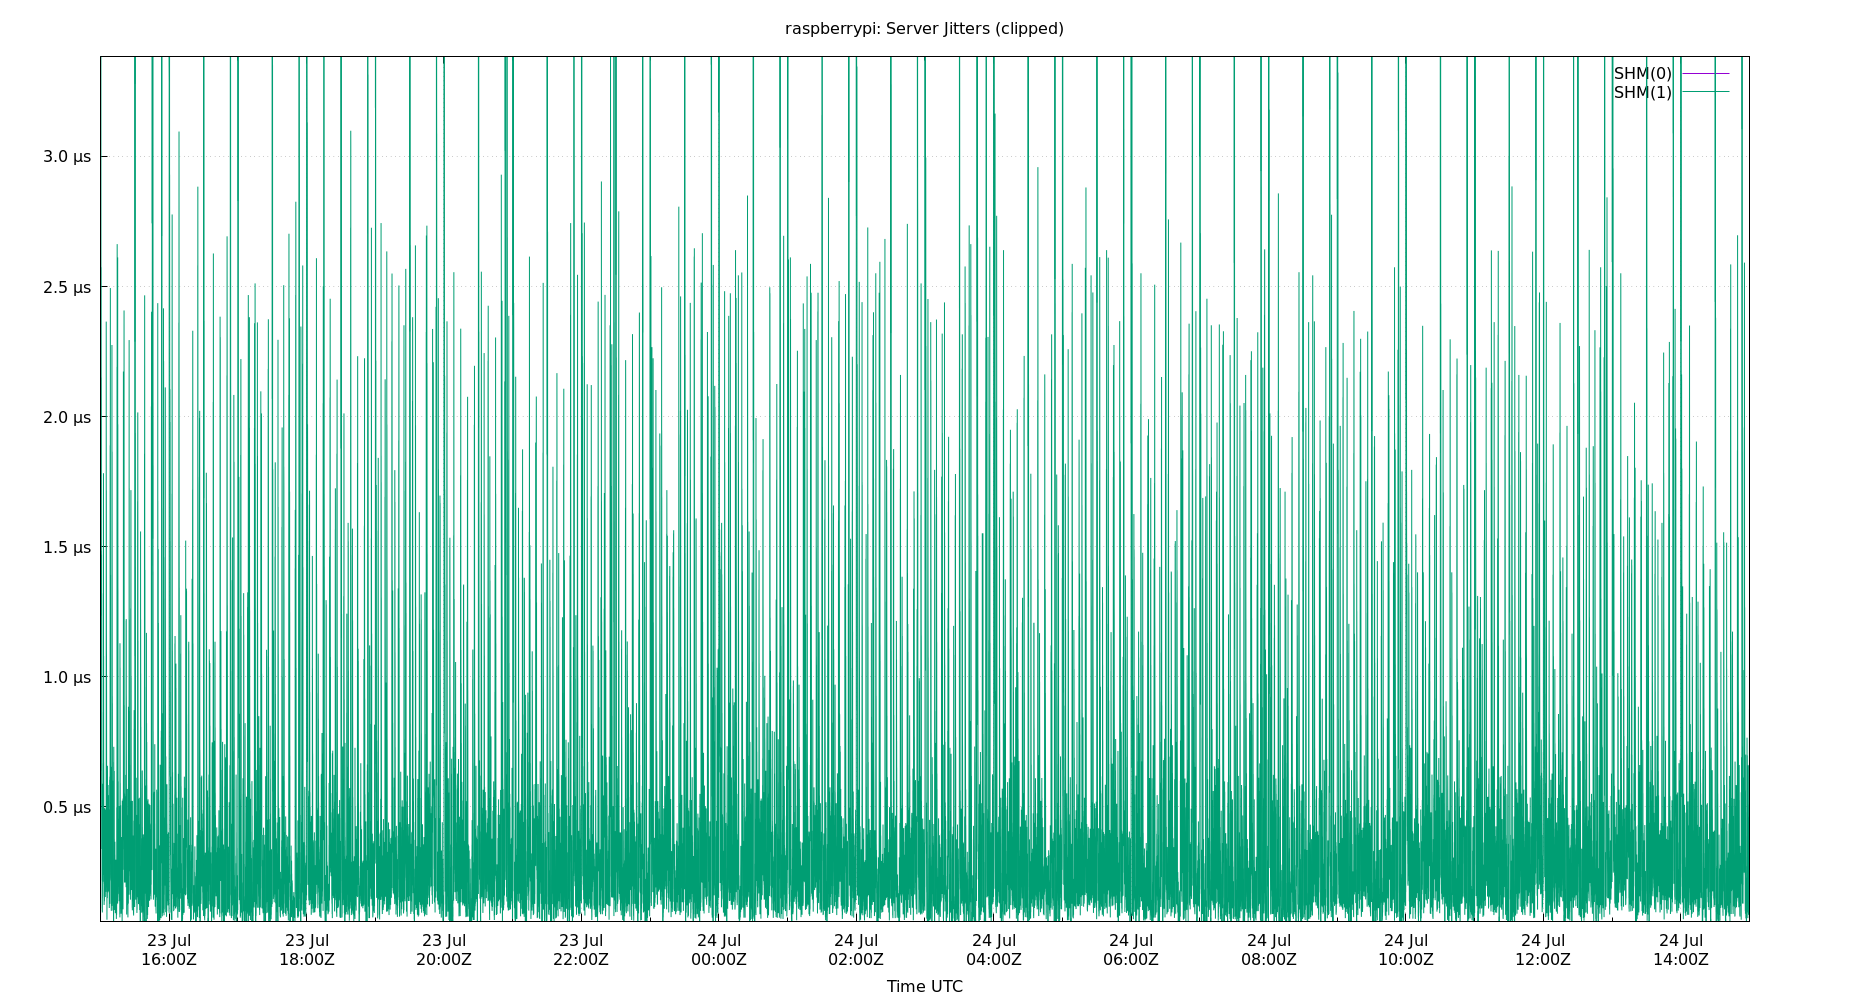 raspberrypi: Server Jitters (clipped)
SHM(0)
SHM(1)
3.0 µs
2.5 µs
2.0 µs
1.5 µs
1.0 µs
0.5 µs
23 Jul 23 Jul 23 Jul 23 Jul 24 Jul 24 Jul 24 Jul 24 Jul 24 Jul 24 Jul 24 Jul 24 Jul
16:00Z 18:00Z 20:00Z 22:00Z 00:00Z 02:00Z 04:00Z 06:00Z 08:00Z 10:00Z 12:00Z 14:00Z
Time UTC